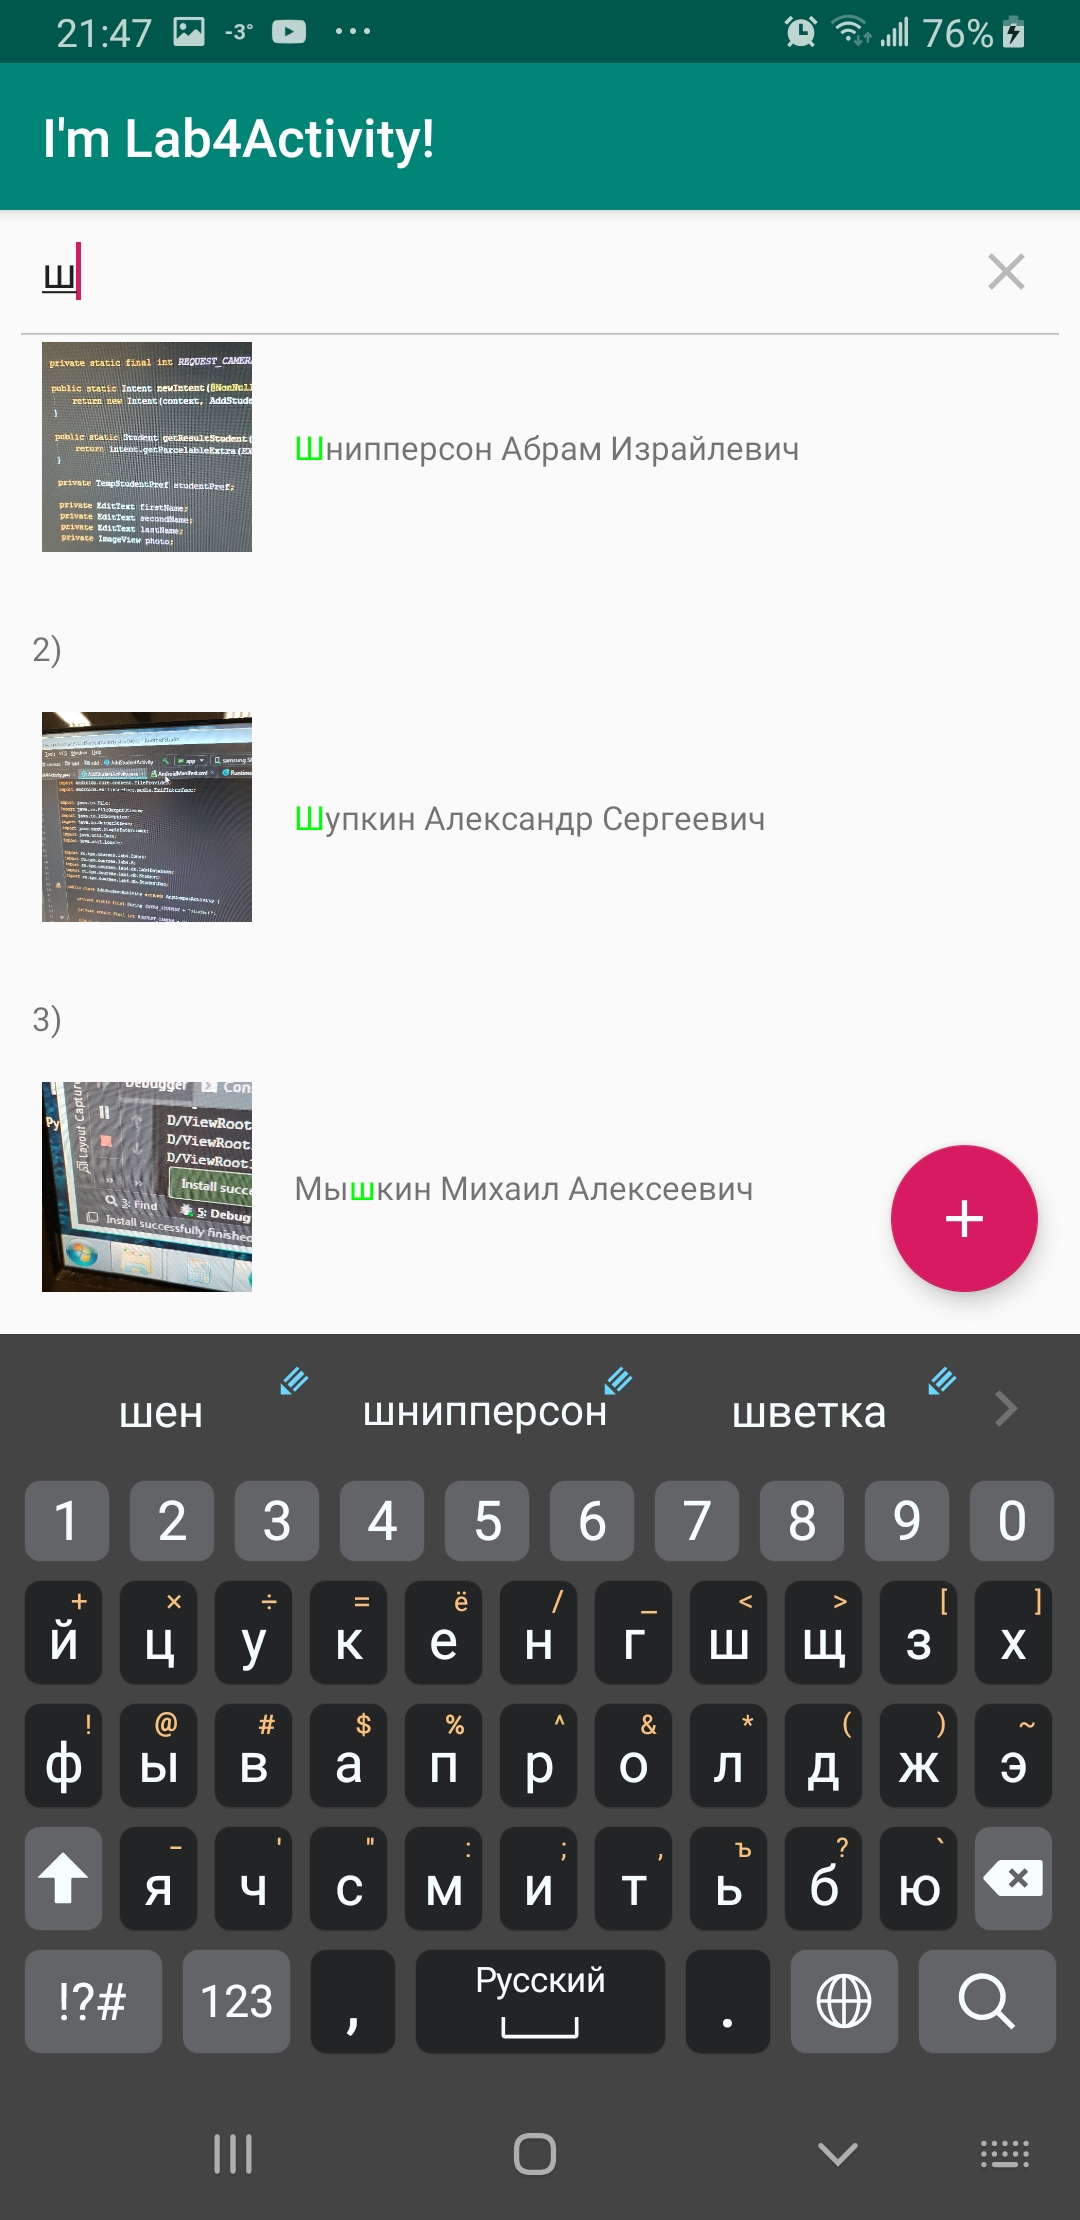 21:47 -3° 76%
I'm Lab4Activity!
ш
private static final int REQUEST_CAMERA
public static Intent newIntent(@NonNull
return new Intent(context, AddStude
}
public static Student getResultStudent(
return intent.getParcelableExtra(EX
}
private TempStudentPref studentPref;
private EditText firstName;
private EditText secondName;
private EditText lastName;
private ImageView photo;
Шнипперсон Абрам Израйлевич
2)
Шупкин Александр Сергеевич
3)
Debugger Con
Layout Captur
D/ViewRoot
D/ViewRoot
D/ViewRoot
Install succe
3: Find 5: Debug
Install successfully finished
Мышкин Михаил Алексеевич
+
шен шнипперсон шветка
1 2 3 4 5 6 7 8 9 0
+ × ÷ = ё / _ < > [ ]
й ц у к е н г ш щ з х
! @ # $ % ^ & * ( ) ~
ф ы в а п р о л д ж э
- ' " : ; , ъ ? `
я ч с м и т ь б ю
!?# 123 , Русский .